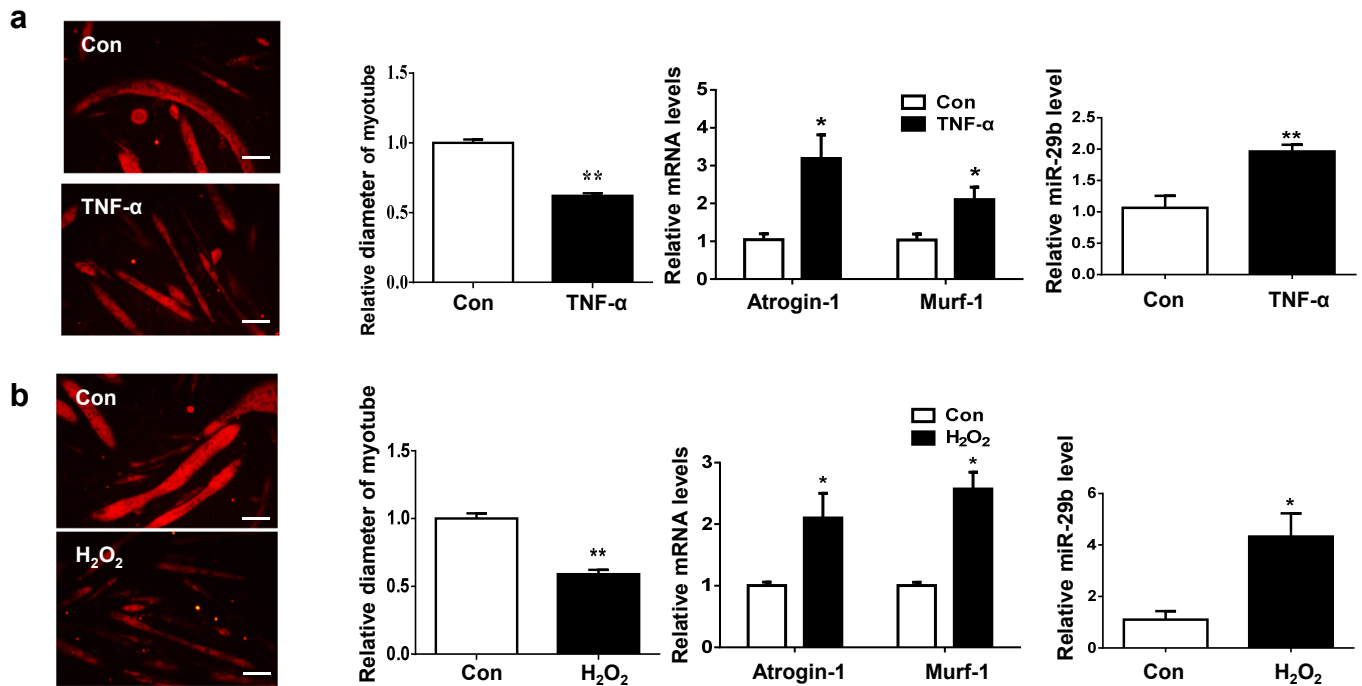 a
Con
TNF-α
Relative diameter of myotube
1.5
1.0
0.5
0.0
**
Con
TNF-α
Relative mRNA levels
5
4
3
2
1
0
Con
TNF-α
*
*
Atrogin-1
Murf-1
Relative miR-29b level
2.5
2.0
1.5
1.0
0.5
0.0
**
Con
TNF-α
b
Con
H₂O₂
Relative diameter of myotube
1.5
1.0
0.5
0.0
**
Con
H₂O₂
Relative mRNA levels
3
2
1
0
Con
H₂O₂
*
*
Atrogin-1
Murf-1
Relative miR-29b level
6
4
2
0
*
Con
H₂O₂